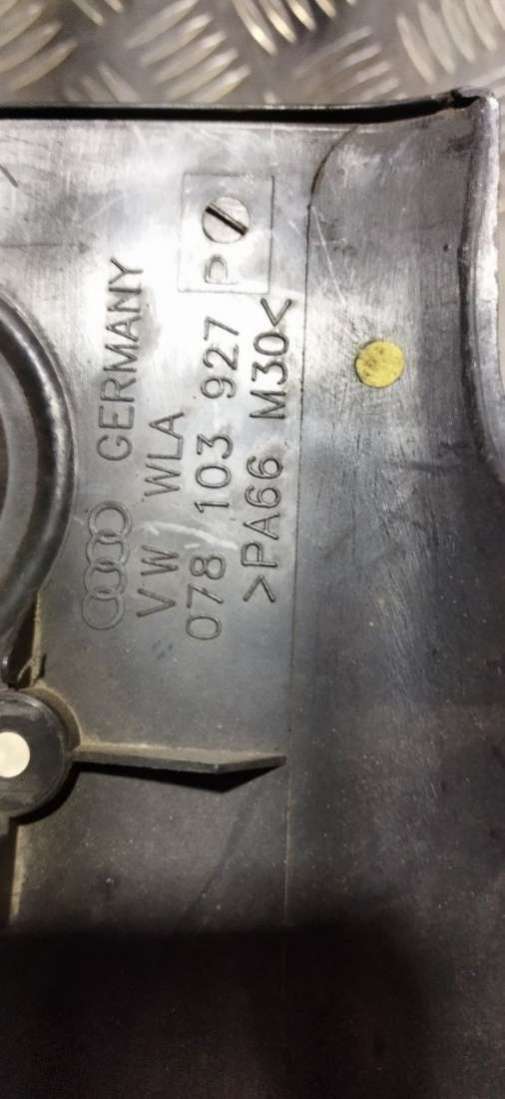 GERMANY
VW WLA
078 103 927 P
>PA66 M30<